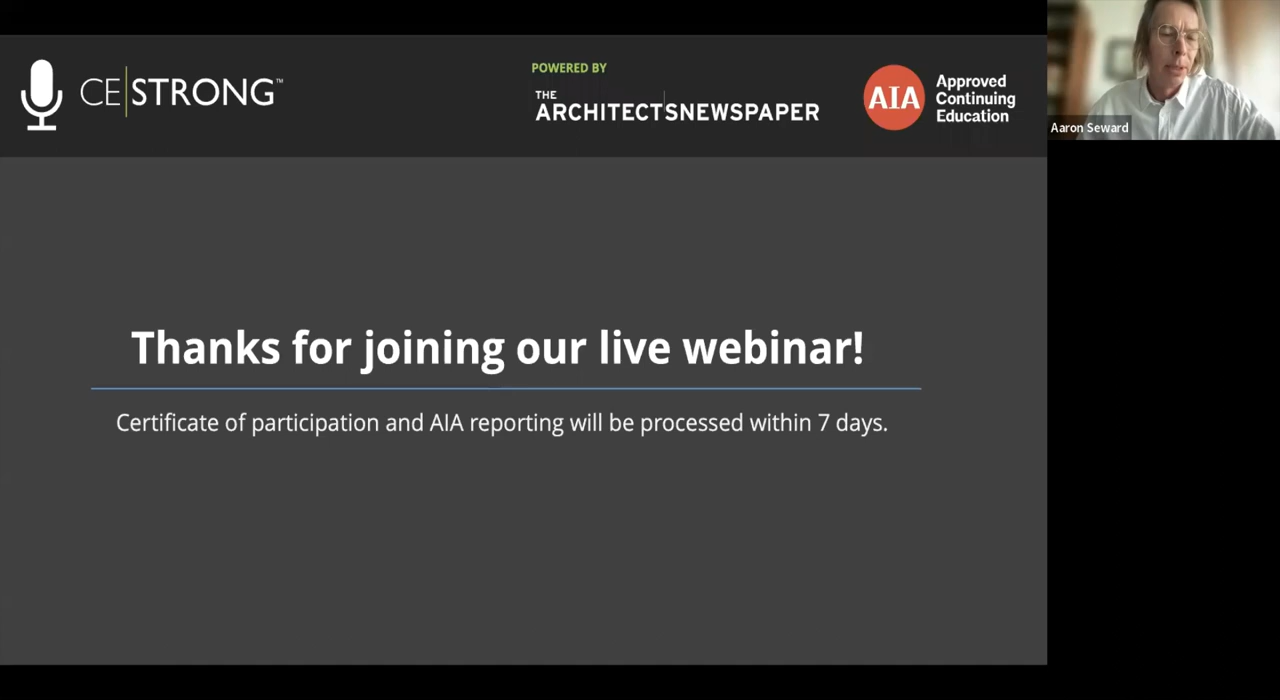 CE|STRONG™
POWERED BY
THE
ARCHITECTSNEWSPAPER
AIA
Approved
Continuing
Education
Aaron Seward
Thanks for joining our live webinar!
Certificate of participation and AIA reporting will be processed within 7 days.